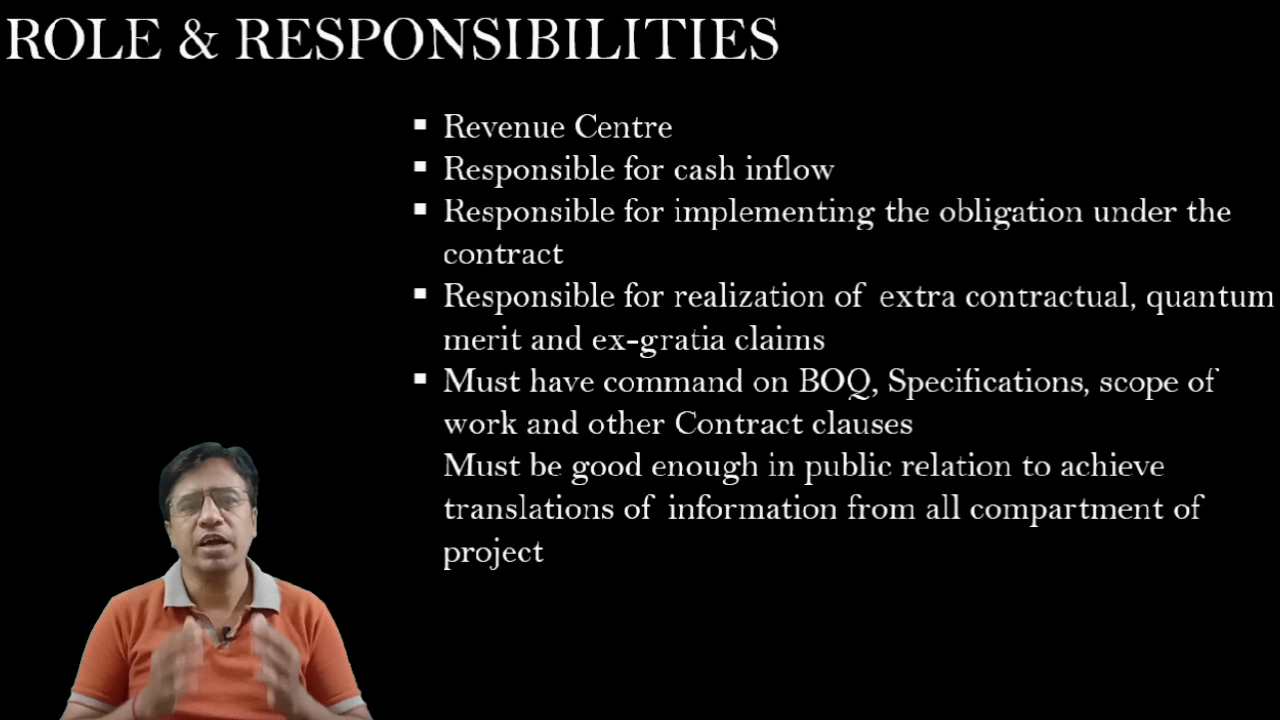 ROLE & RESPONSIBILITIES
▪ Revenue Centre
▪ Responsible for cash inflow
▪ Responsible for implementing the obligation under the
contract
▪ Responsible for realization of extra contractual, quantum
merit and ex-gratia claims
▪ Must have command on BOQ, Specifications, scope of
work and other Contract clauses
Must be good enough in public relation to achieve
translations of information from all compartment of
project